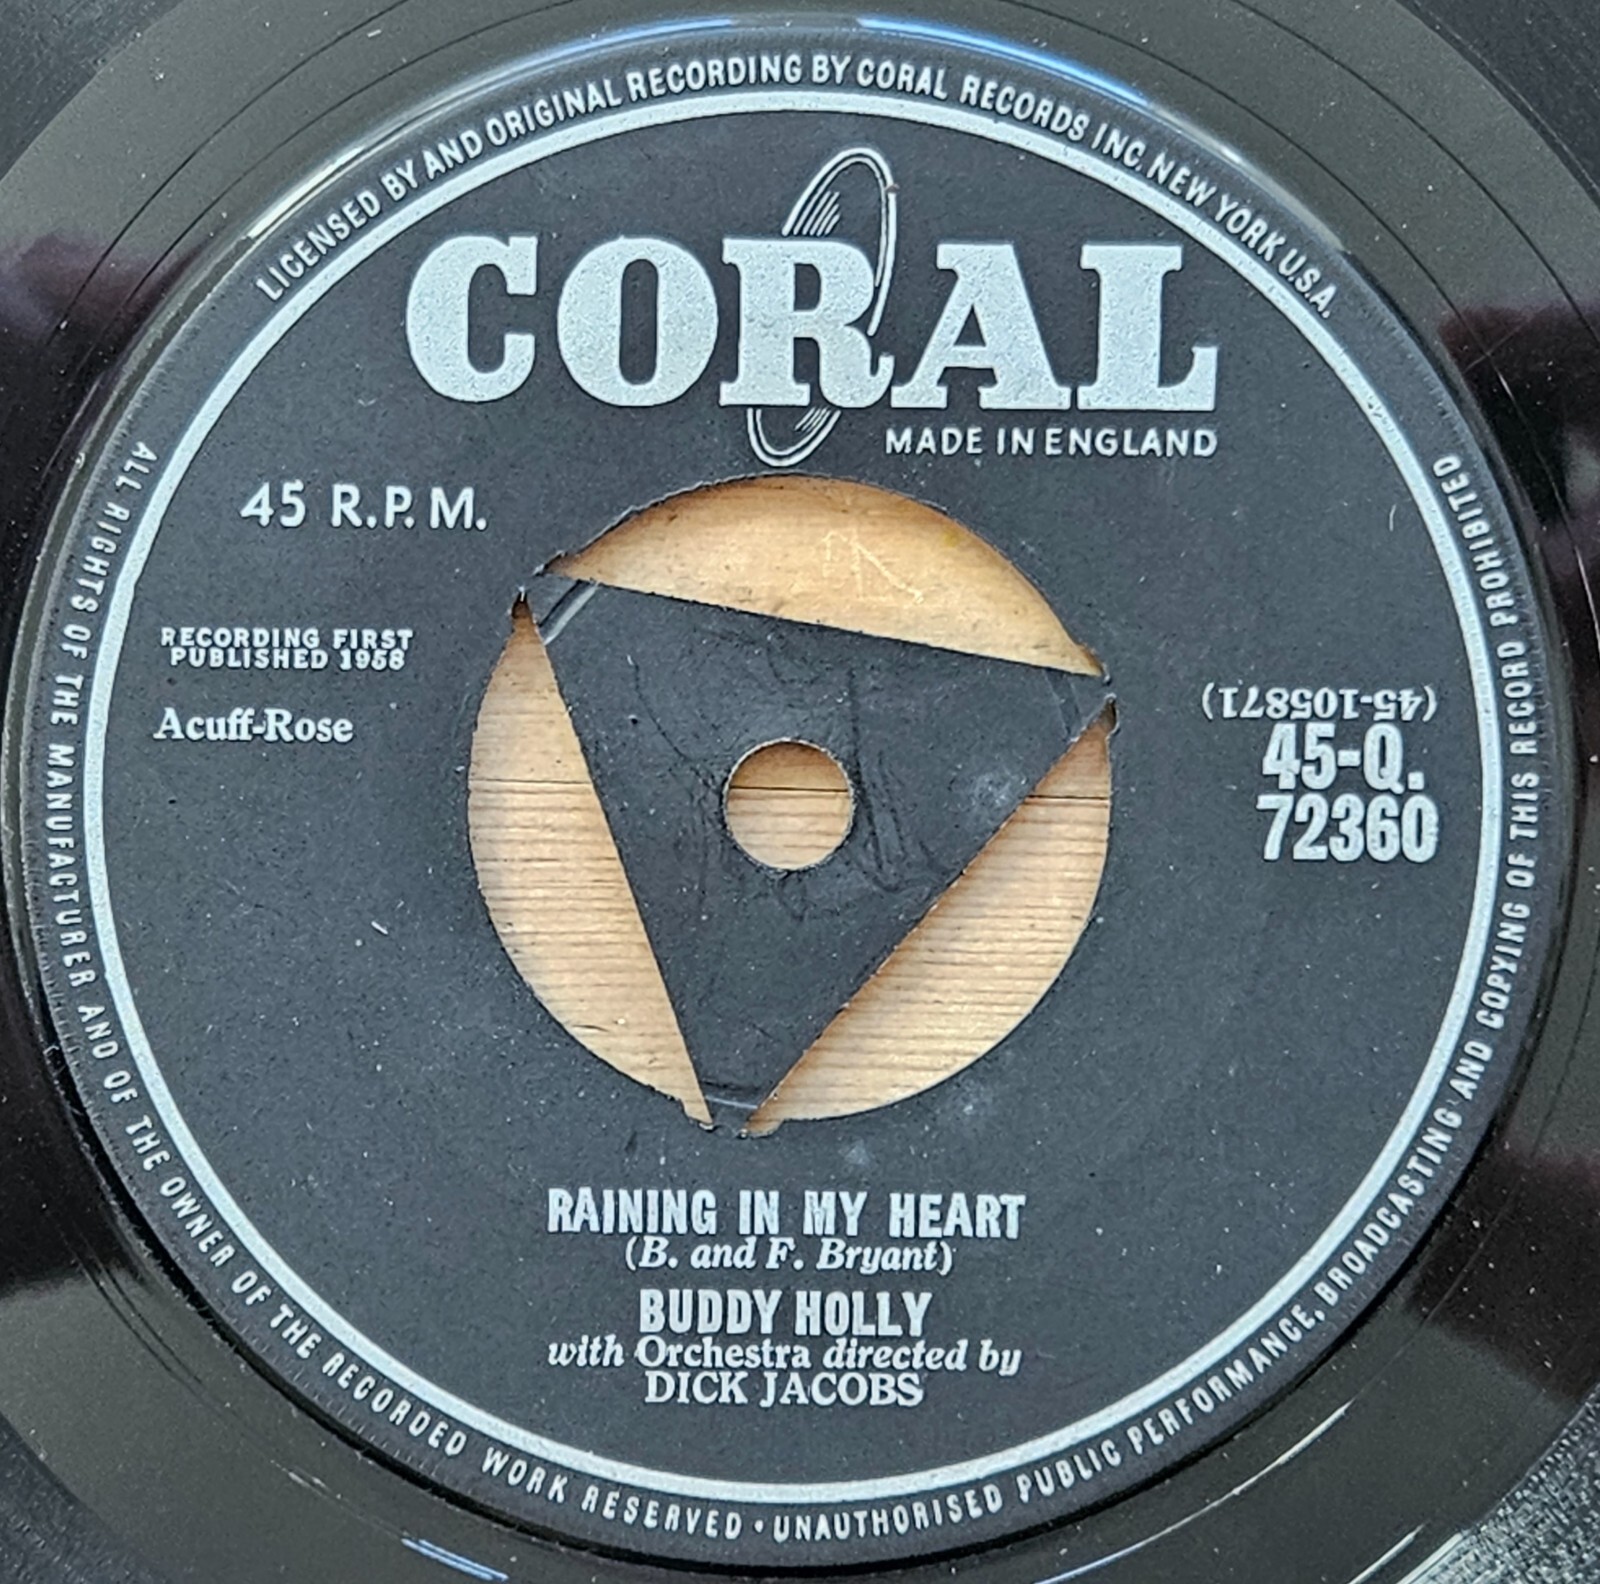 LICENSED BY AND ORIGINAL RECORDING BY CORAL RECORDS INC. NEW YORK U.S.A.
CORAL
MADE IN ENGLAND
45 R.P.M.
RECORDING FIRST
PUBLISHED 1958
Acuff-Rose
(45-105871)
45-Q.
72360
RAINING IN MY HEART
(B. and F. Bryant)
BUDDY HOLLY
with Orchestra directed by
DICK JACOBS
ALL RIGHTS OF THE MANUFACTURER AND OF THE OWNER OF THE RECORDED WORK RESERVED • UNAUTHORISED PUBLIC PERFORMANCE, BROADCASTING AND COPYING OF THIS RECORD PROHIBITED